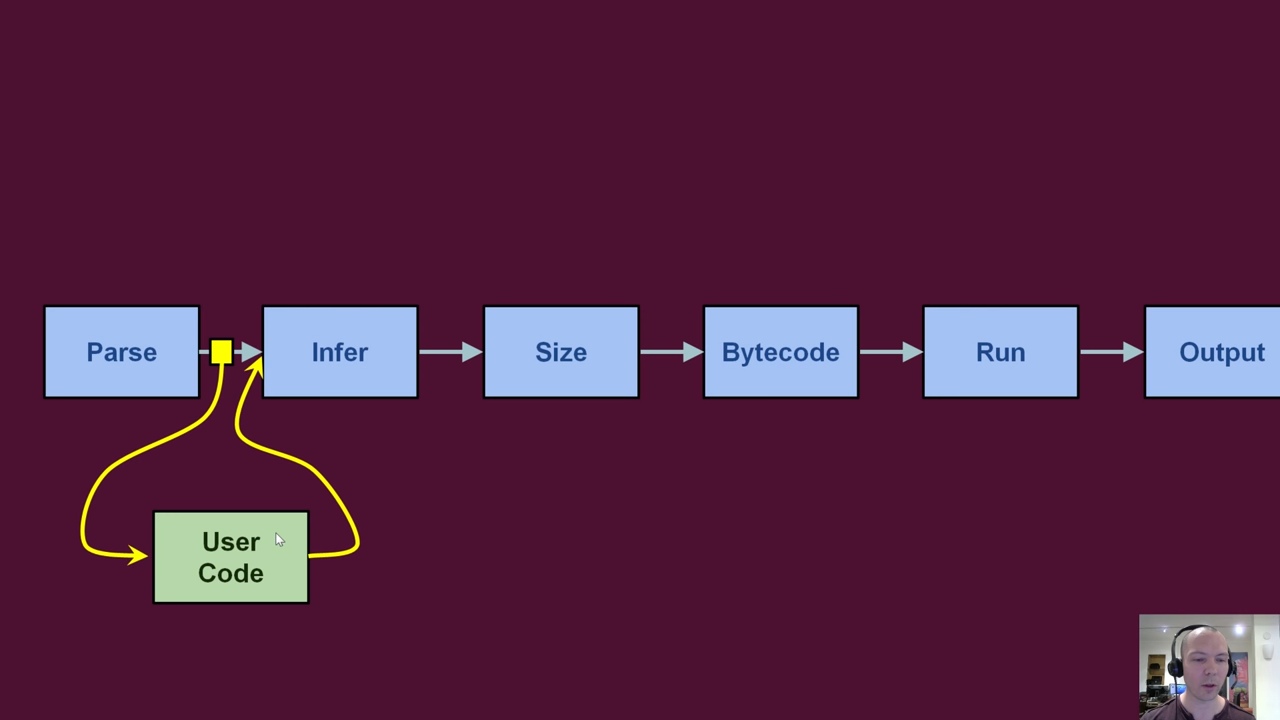 Parse
Infer
Size
Bytecode
Run
Output
User
Code